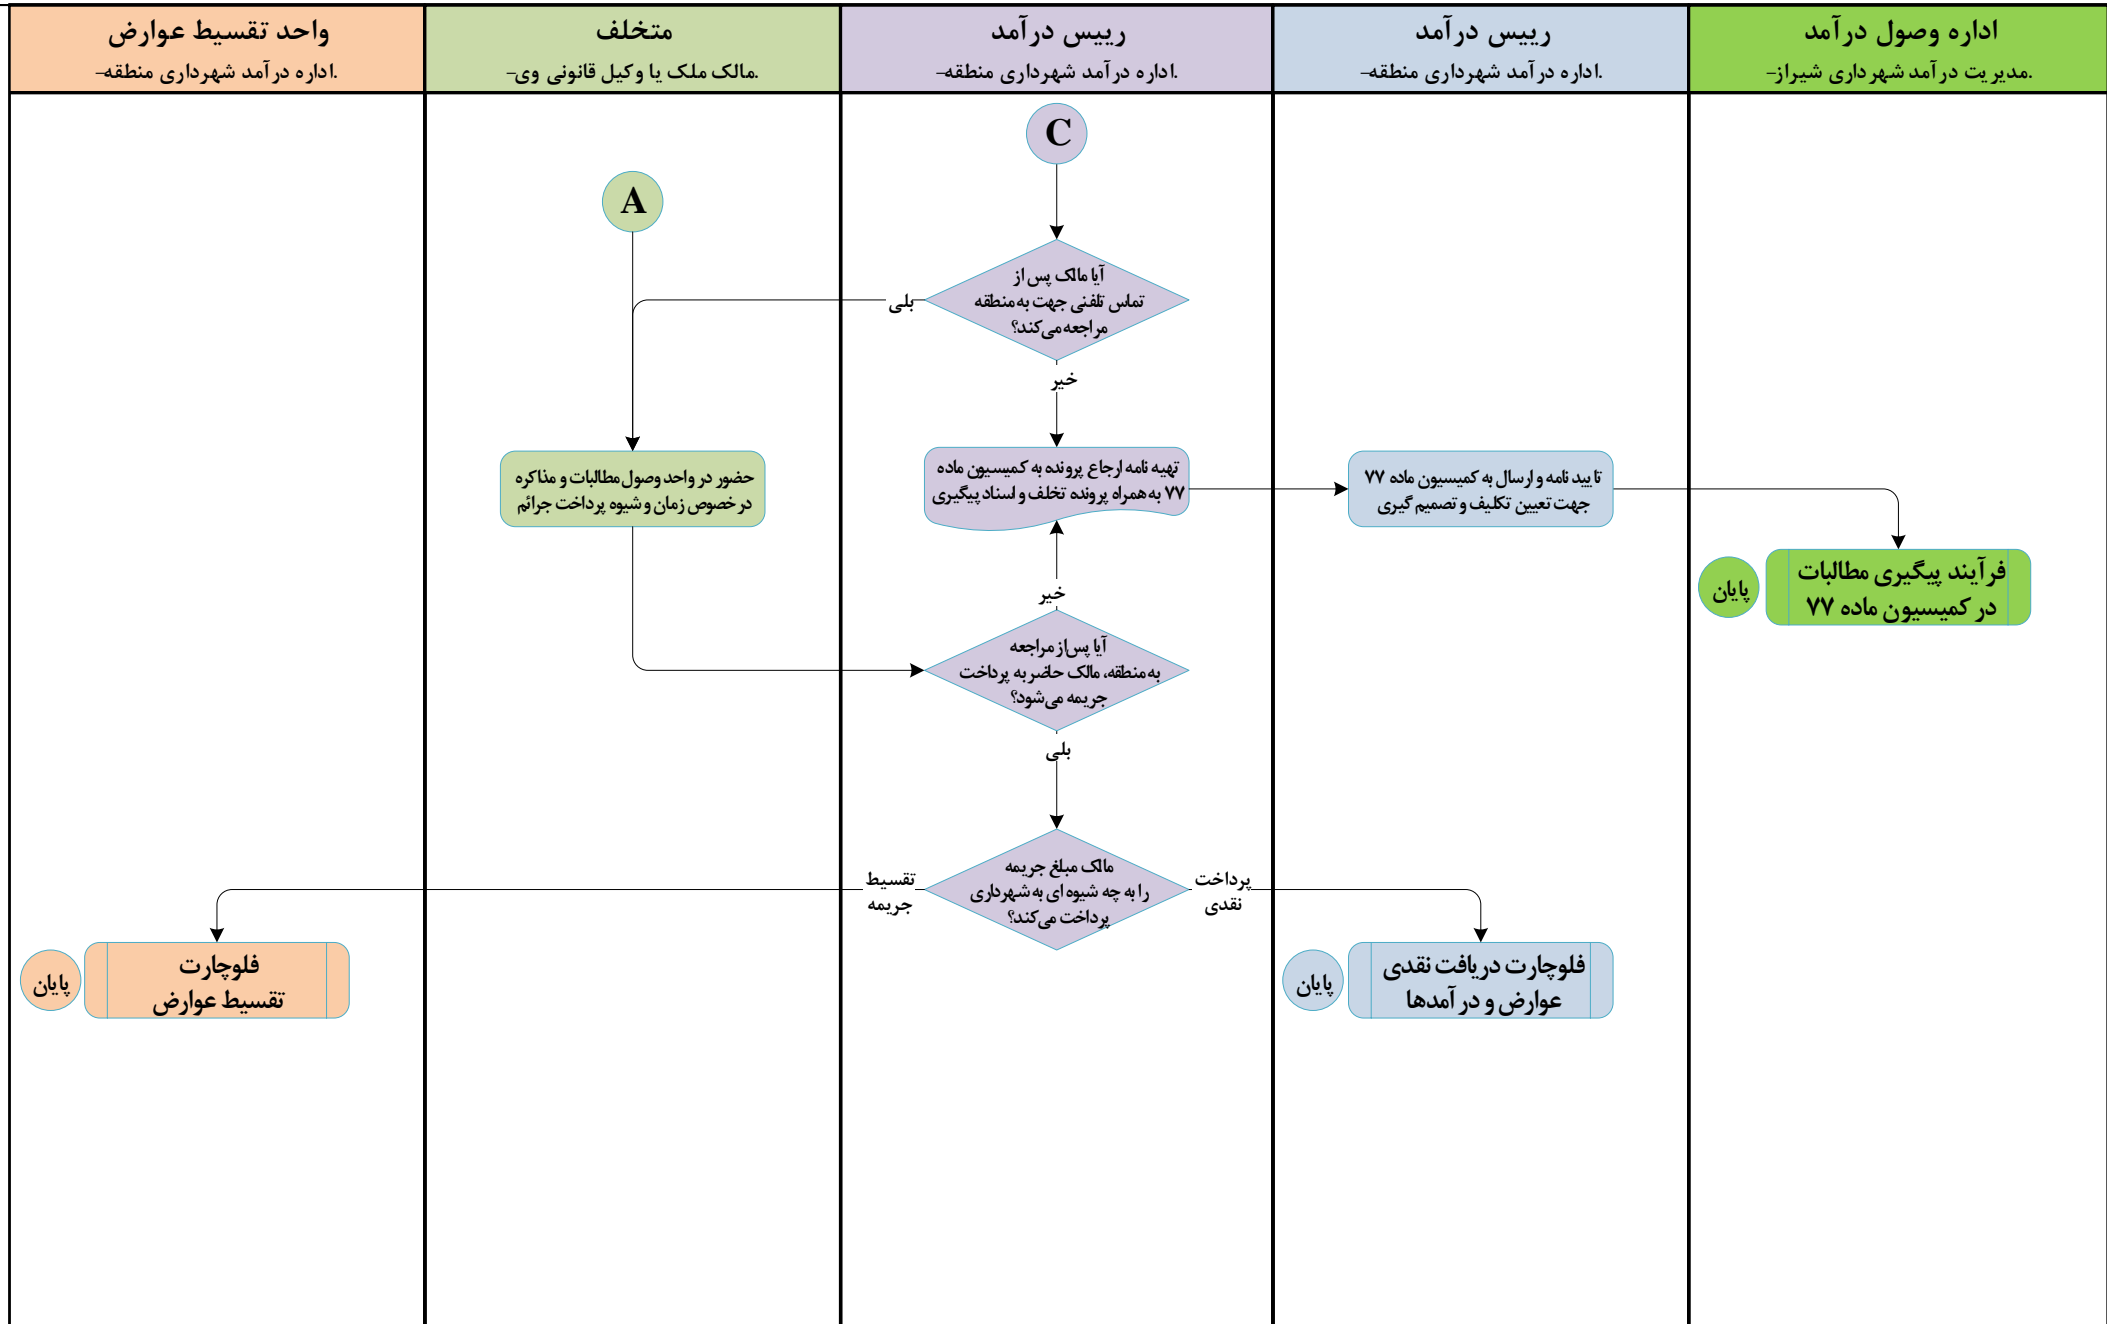 اداره وصول درآمد
.مدیریت درآمد شهرداری شیراز-
رییس درآمد
.اداره درآمد شهرداری منطقه-
رییس درآمد
.اداره درآمد شهرداری منطقه-
متخلف
.مالک ملک یا وکیل قانونی وی-
واحد تقسیط عوارض
.اداره درآمد شهرداری منطقه-
C
A
آیا مالک پس از
تماس تلفنی جهت به منطقه
مراجعه می‌کند؟
بلی
خیر
تهیه نامه ارجاع پرونده به کمیسیون ماده
۷۷ به همراه پرونده تخلف و اسناد پیگیری
تایید نامه و ارسال به کمیسیون ماده ۷۷
جهت تعیین تکلیف و تصمیم گیری
حضور در واحد وصول مطالبات و مذاکره
در خصوص زمان و شیوه پرداخت جرائم
فرآیند پیگیری مطالبات
در کمیسیون ماده ۷۷
پایان
خیر
آیا پس‌از مراجعه
به منطقه، مالک حاضر به پرداخت
جریمه می‌شود؟
بلی
مالک مبلغ جریمه
را به چه شیوه ای به شهرداری
پرداخت می‌کند؟
پرداخت
نقدی
تقسیط
جریمه
فلوچارت دریافت نقدی
عوارض و درآمدها
پایان
فلوچارت
تقسیط عوارض
پایان